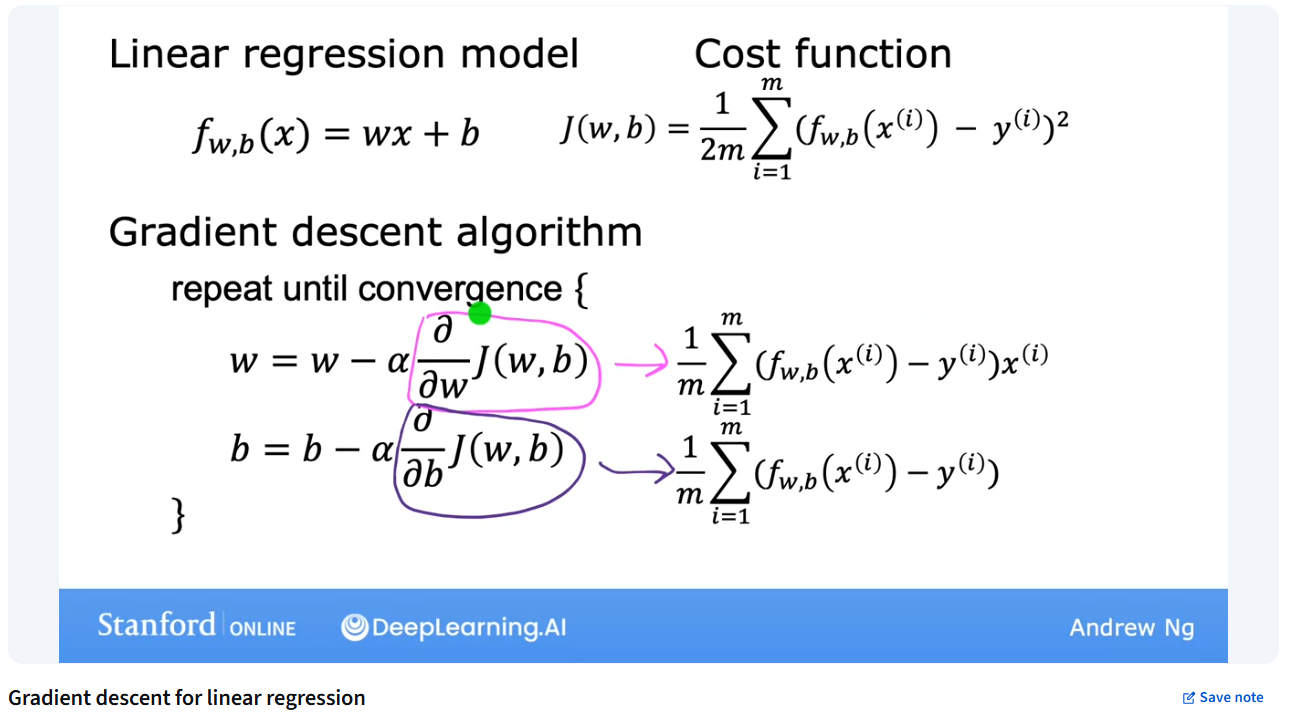 Linear regression model
Cost function
f_{w,b}(x) = wx + b
J(w, b) = \frac{1}{2m} \sum_{i=1}^{m} (f_{w,b}(x^{(i)}) − y^{(i)})^2
Gradient descent algorithm
repeat until convergence {
w = w − α \frac{∂}{∂w} J(w, b) → \frac{1}{m} \sum_{i=1}^{m} (f_{w,b}(x^{(i)}) − y^{(i)})x^{(i)}
b = b − α \frac{∂}{∂b} J(w, b) → \frac{1}{m} \sum_{i=1}^{m} (f_{w,b}(x^{(i)}) − y^{(i)})
}
Stanford ONLINE DeepLearning.AI Andrew Ng
Gradient descent for linear regression
Save note